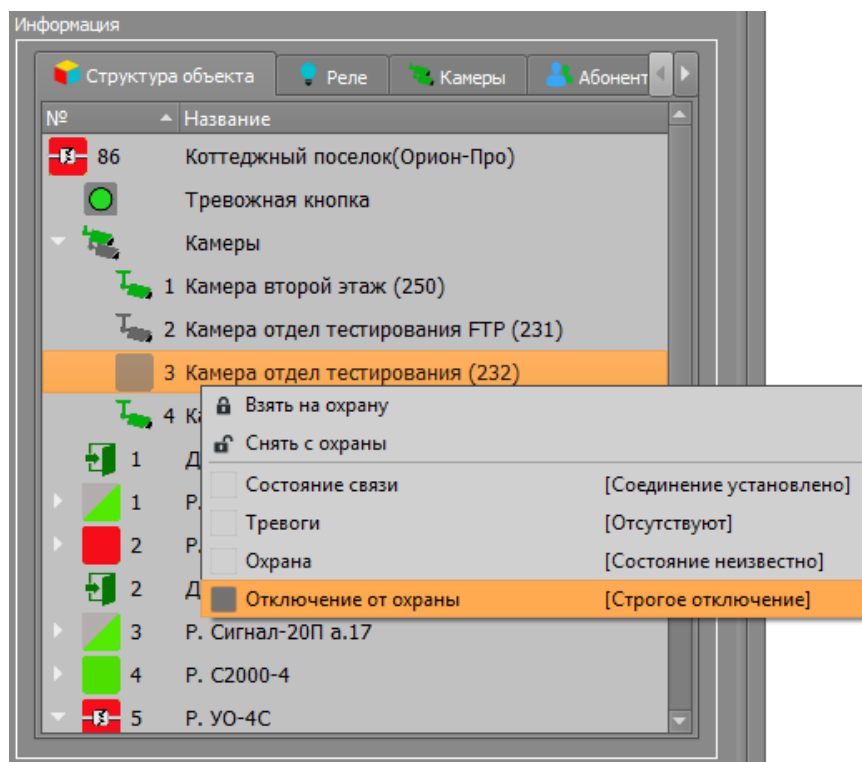 Информация
Структура объекта Реле Камеры Абонент
№ Название
86 Коттеджный поселок(Орион-Про)
Тревожная кнопка
Камеры
1 Камера второй этаж (250)
2 Камера отдел тестирования FTP (231)
3 Камера отдел тестирования (232)
Взять на охрану
4
Снять с охраны
1 Д
Состояние связи [Соединение установлено]
1 Р.
Тревоги [Отсутствуют]
2 Р.
Охрана [Состояние неизвестно]
2 Д
Отключение от охраны [Строгое отключение]
3 Р. Сигнал-20П а.17
4 Р. С2000-4
5 Р. УО-4С